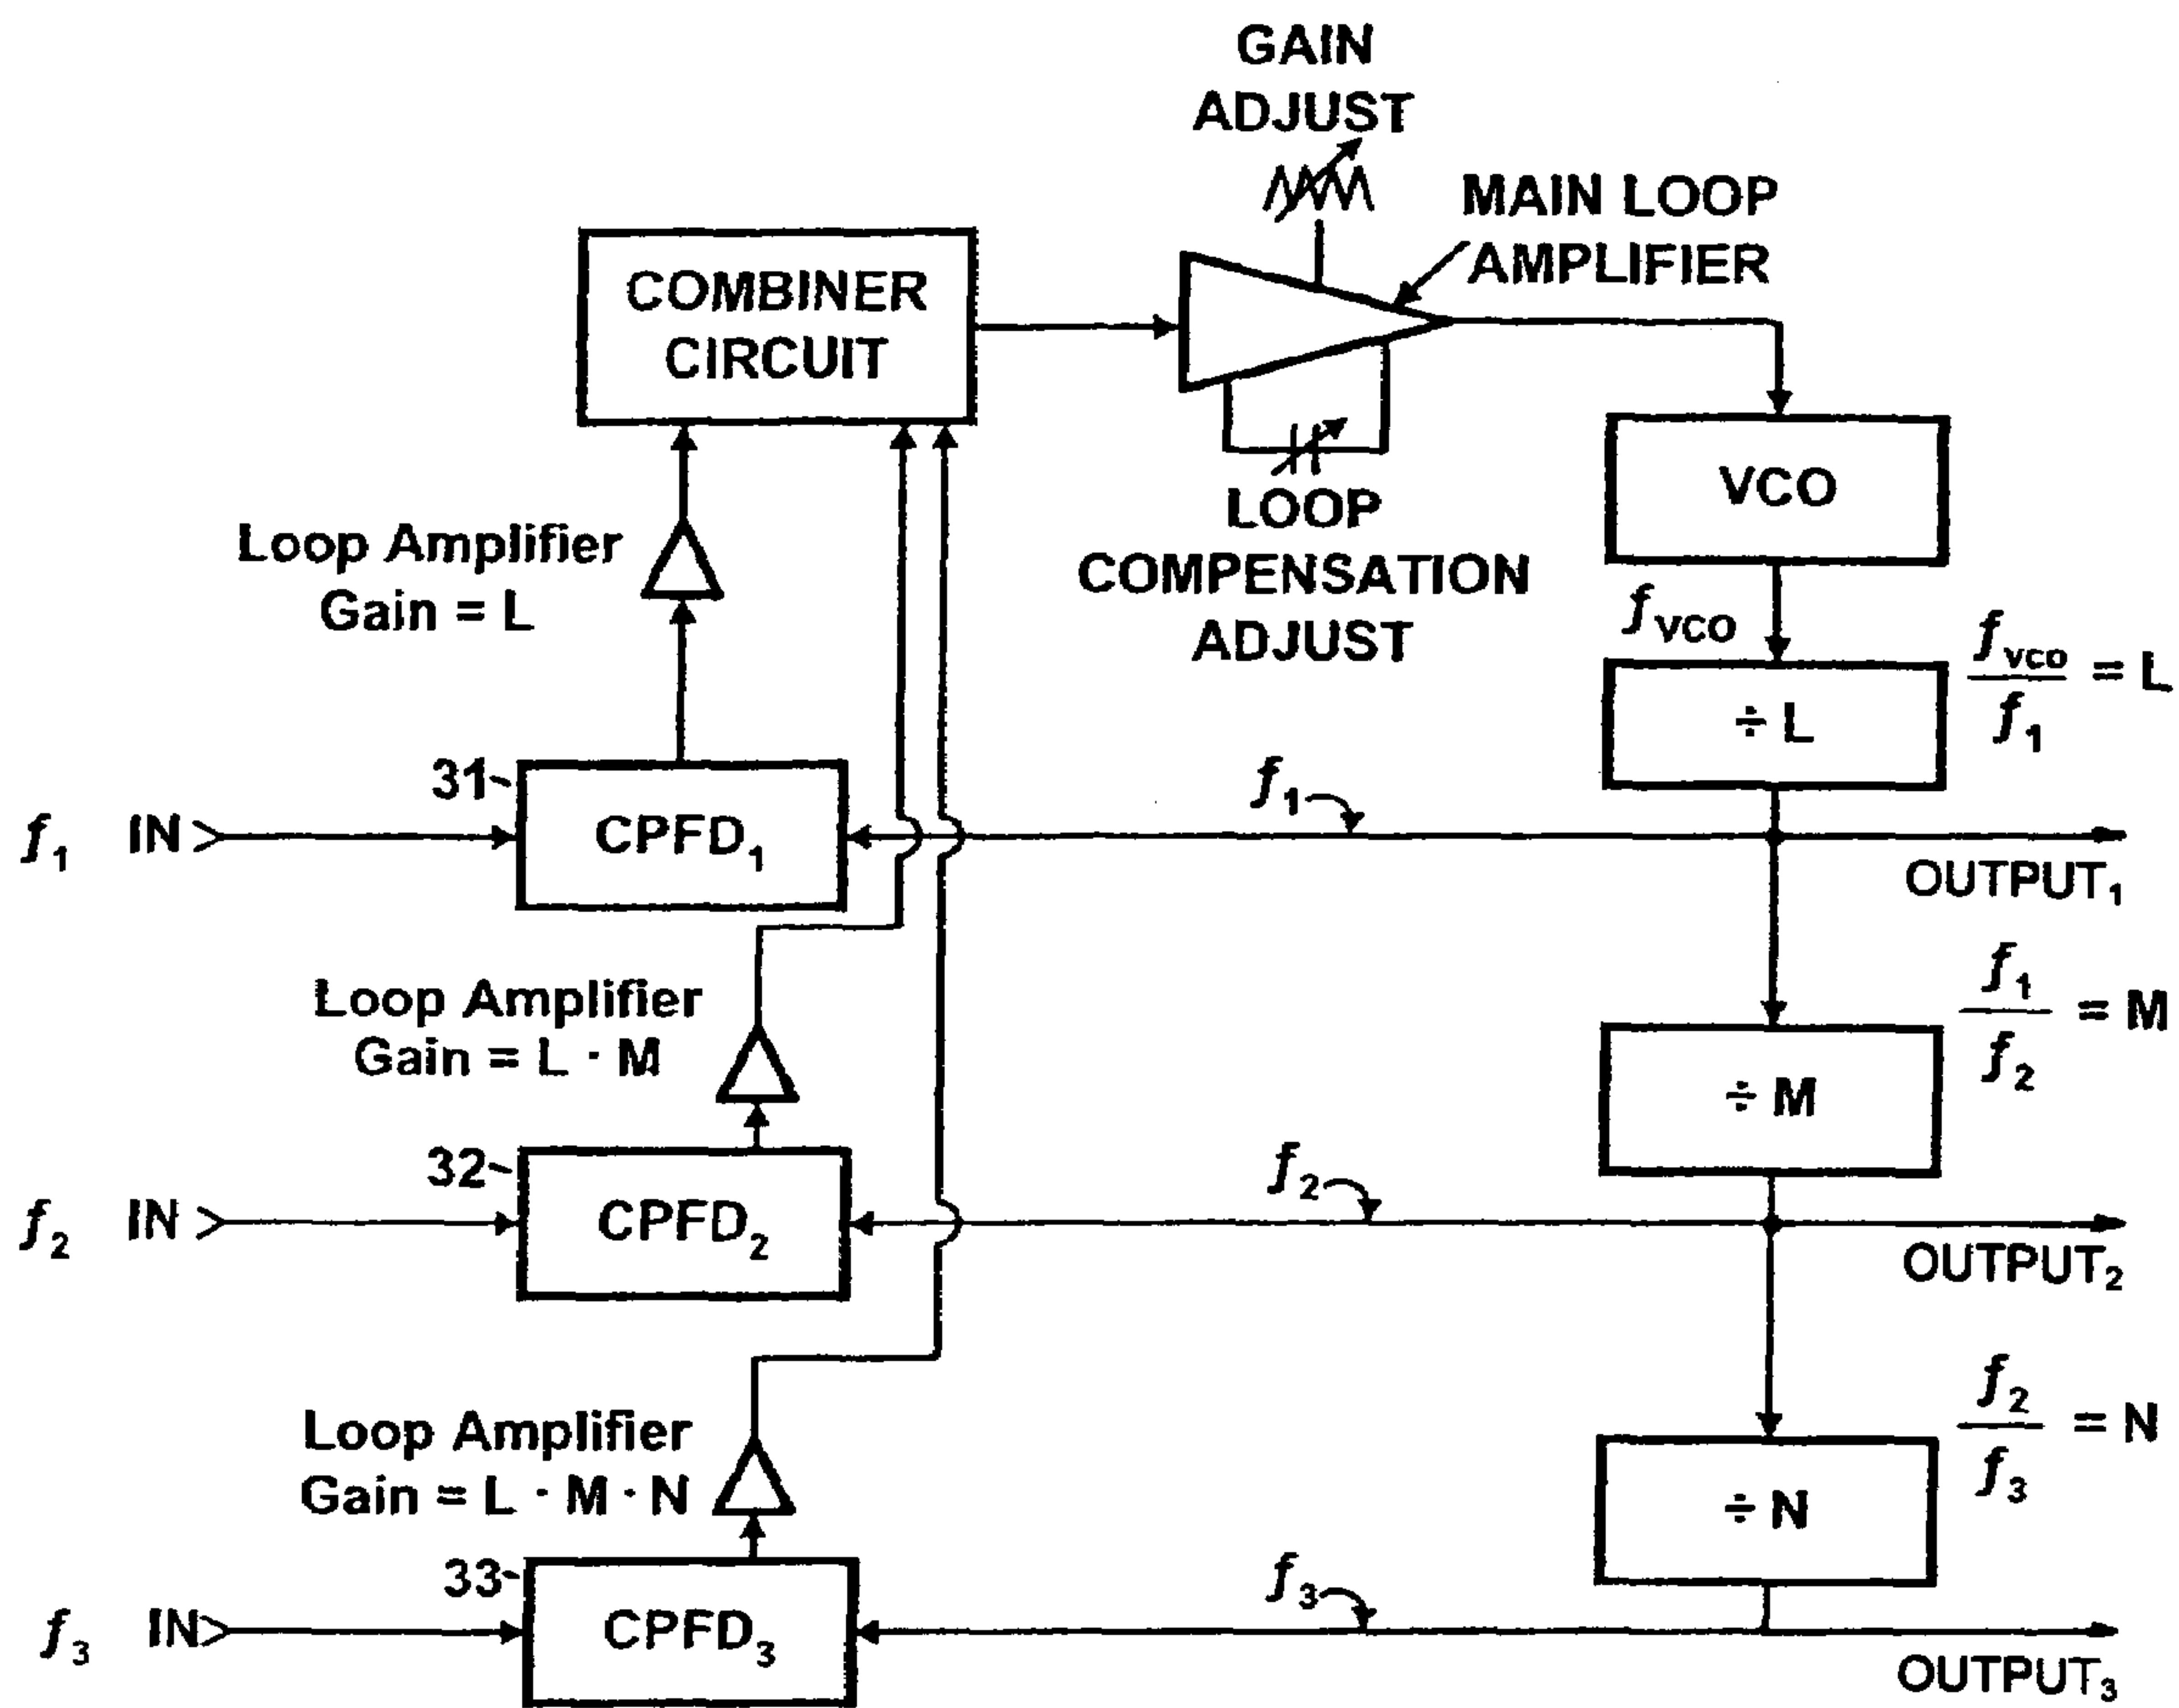 GAIN
ADJUST
MAIN LOOP
AMPLIFIER
COMBINER
CIRCUIT
LOOP
COMPENSATION
ADJUST
VCO
Loop Amplifier
Gain = L
f_vco
f_vco / f_1 = L
÷ L
31
f_1 IN
CPFD_1
f_1
OUTPUT_1
Loop Amplifier
Gain = L · M
f_1 / f_2 = M
÷ M
32
f_2 IN
CPFD_2
f_2
OUTPUT_2
Loop Amplifier
Gain = L · M · N
f_2 / f_3 = N
÷ N
33
f_3 IN
CPFD_3
f_3
OUTPUT_3